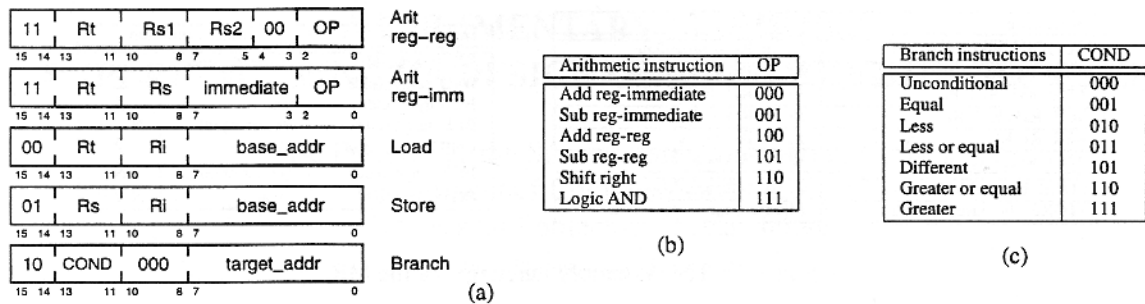 11 Rt Rs1 Rs2 00 OP Arit reg–reg
15 14 13 11 10 8 7 5 4 3 2 0
11 Rt Rs immediate OP Arit reg–imm
15 14 13 11 10 8 7 3 2 0
00 Rt Ri base_addr Load
15 14 13 11 10 8 7 0
01 Rs Ri base_addr Store
15 14 13 11 10 8 7 0
10 COND 000 target_addr Branch
15 14 13 11 10 8 7 0
(a)
Arithmetic instruction OP
Add reg-immediate 000
Sub reg-immediate 001
Add reg-reg 100
Sub reg-reg 101
Shift right 110
Logic AND 111
(b)
Branch instructions COND
Unconditional 000
Equal 001
Less 010
Less or equal 011
Different 101
Greater or equal 110
Greater 111
(c)